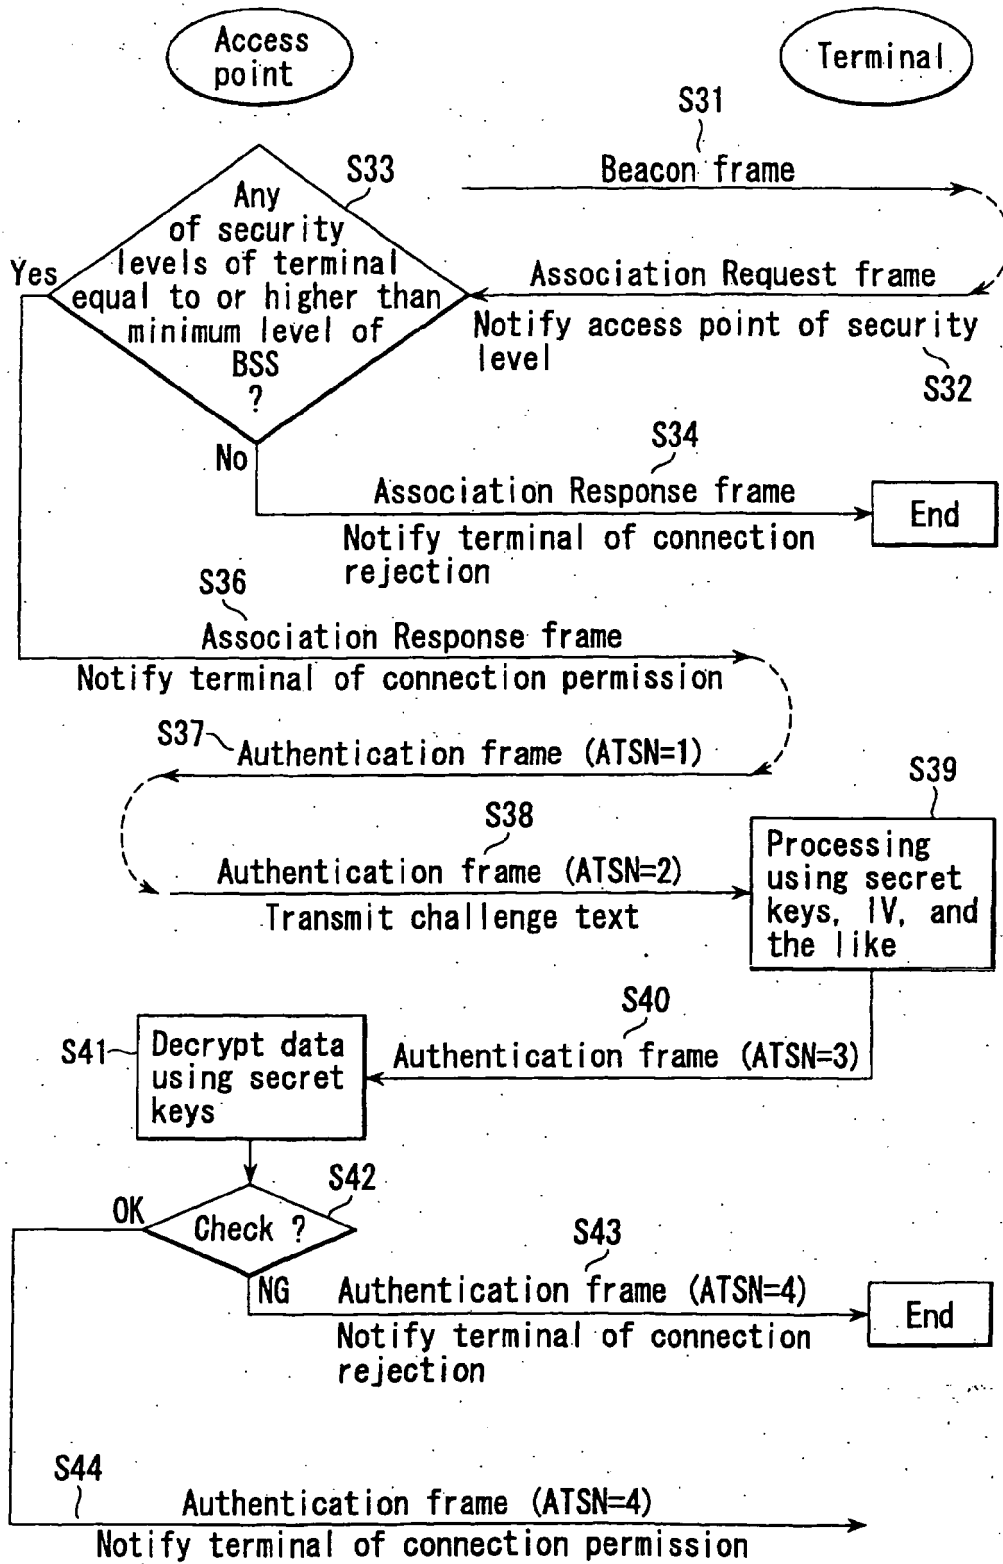 Access
point
Terminal
S31
Beacon frame
S33
Any
of security
levels of terminal
equal to or higher than
minimum level of
BSS
?
Yes
Association Request frame
Notify access point of security
level
S32
No
S34
Association Response frame
Notify terminal of connection
rejection
End
S36
Association Response frame
Notify terminal of connection permission
S37
Authentication frame (ATSN=1)
S38
Authentication frame (ATSN=2)
Transmit challenge text
S39
Processing
using secret
keys, IV, and
the like
S40
Authentication frame (ATSN=3)
S41
Decrypt data
using secret
keys
S42
OK
Check ?
NG
S43
Authentication frame (ATSN=4)
Notify terminal of connection
rejection
End
S44
Authentication frame (ATSN=4)
Notify terminal of connection permission